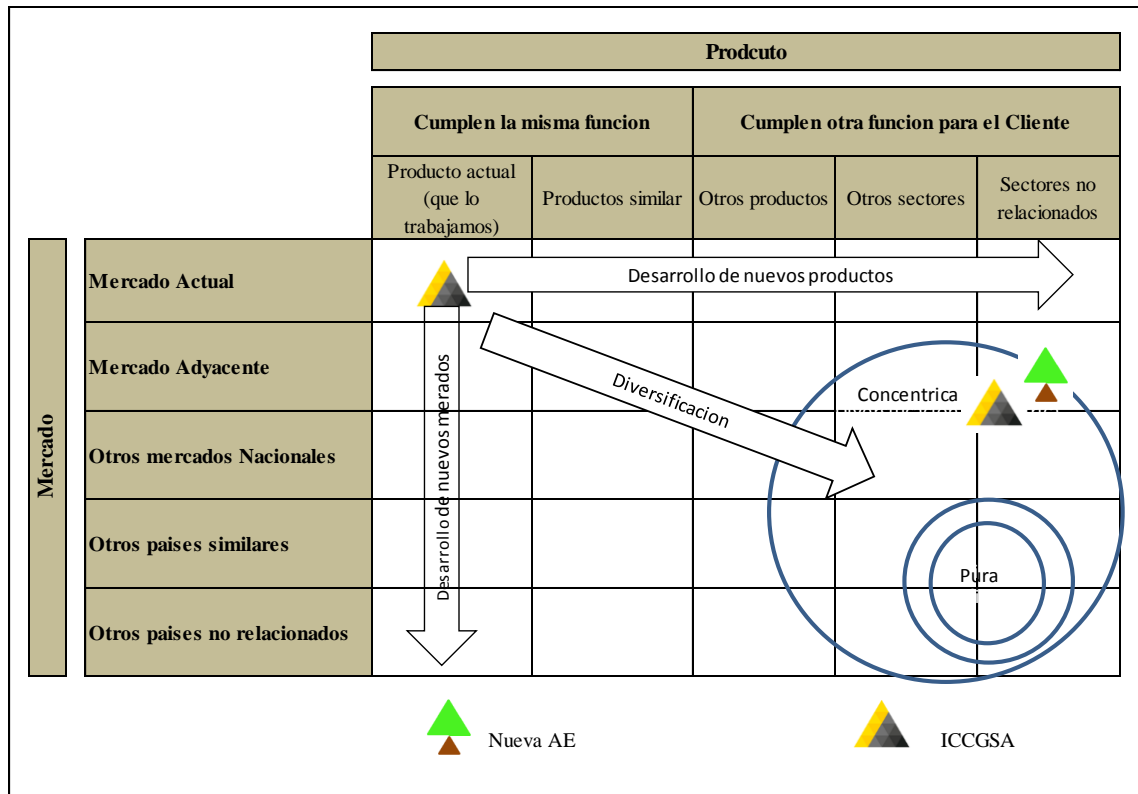 Prodcuto
Cumplen la misma funcion
Cumplen otra funcion para el Cliente
Producto actual
(que lo
trabajamos)
Productos similar
Otros productos
Otros sectores
Sectores no
relacionados
Mercado
Mercado Actual
Desarrollo de nuevos productos
Mercado Adyacente
Desarrollo de nuevos merados
Diversificacion
Concentrica
Otros mercados Nacionales
Otros paises similares
Pura
Otros paises no relacionados
Nueva AE
ICCGSA